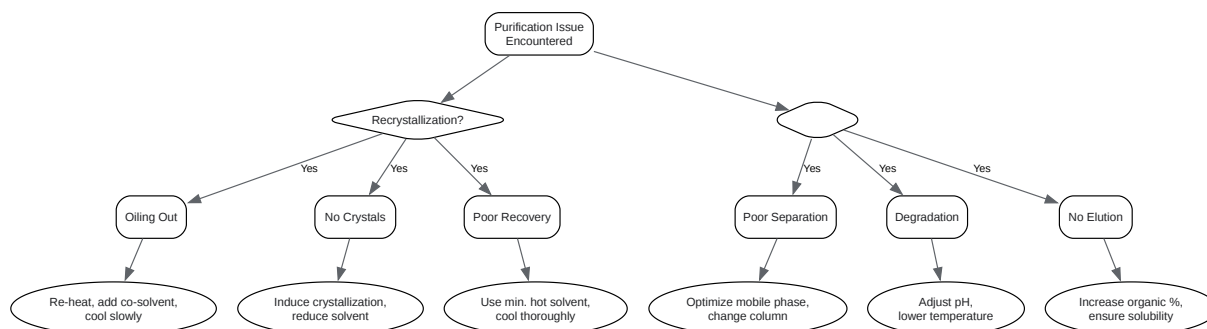 Purification Issue
Encountered
Recrystallization?
Yes
Yes
Yes
Yes
Yes
Yes
Oiling Out
No Crystals
Poor Recovery
Poor Separation
Degradation
No Elution
Re-heat, add co-solvent,
cool slowly
Induce crystallization,
reduce solvent
Use min. hot solvent,
cool thoroughly
Optimize mobile phase,
change column
Adjust pH,
lower temperature
Increase organic %,
ensure solubility